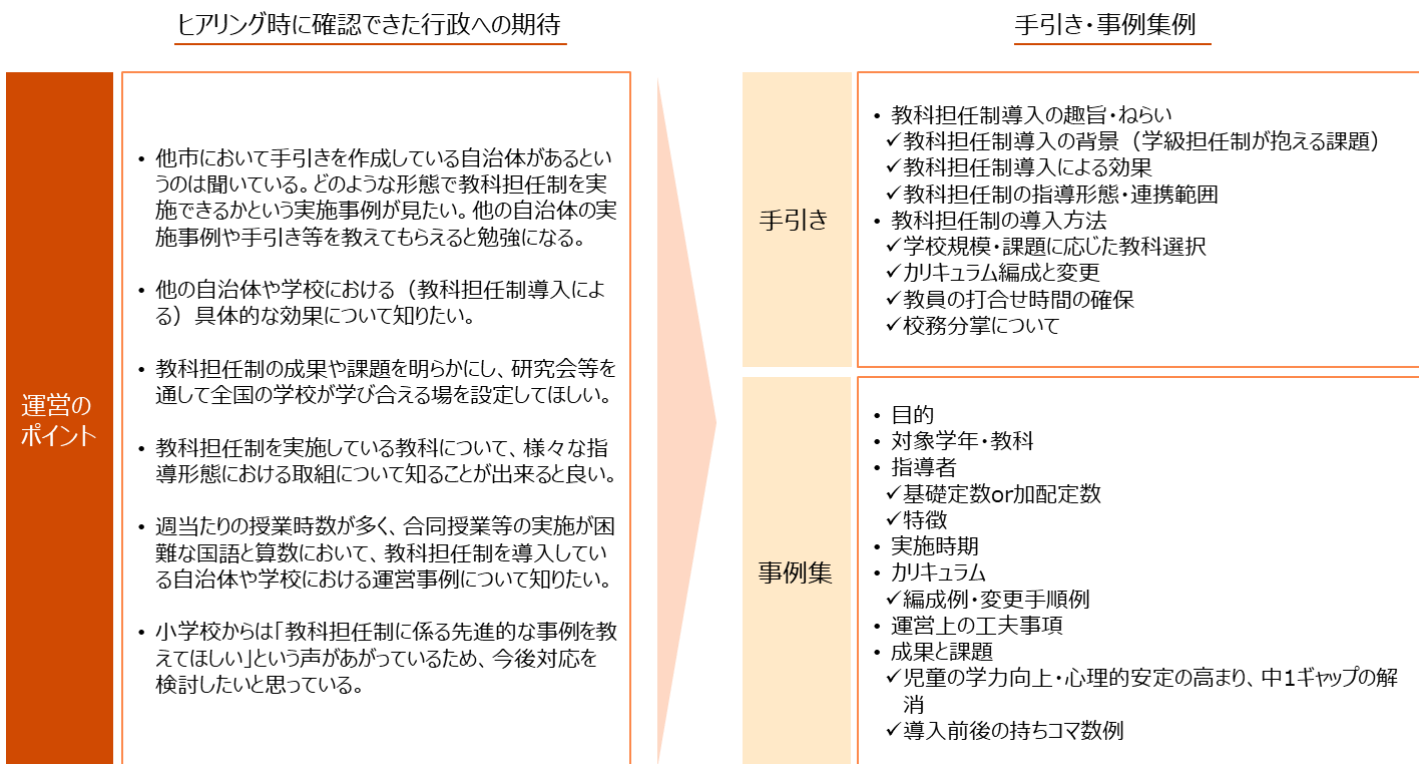 ヒアリング時に確認できた行政への期待
運営の
ポイント
• 他市において手引きを作成している自治体があるとい
うのは聞いている。どのような形態で教科担任制を実
施できるかという実施事例が見たい。他の自治体の実
施事例や手引き等を教えてもらえると勉強になる。
• 他の自治体や学校における（教科担任制導入によ
る）具体的な効果について知りたい。
• 教科担任制の成果や課題を明らかにし、研究会等を
通して全国の学校が学び合える場を設定してほしい。
• 教科担任制を実施している教科について、様々な指
導形態における取組について知ることが出来ると良い。
• 週当たりの授業時数が多く、合同授業等の実施が困
難な国語と算数において、教科担任制を導入してい
る自治体や学校における運営事例について知りたい。
• 小学校からは「教科担任制に係る先進的な事例を教
えてほしい」という声があがっているため、今後対応を
検討したいと思っている。
手引き・事例集例
手引き
• 教科担任制導入の趣旨・ねらい
✓教科担任制導入の背景（学級担任制が抱える課題）
✓教科担任制導入による効果
✓教科担任制の指導形態・連携範囲
• 教科担任制の導入方法
✓学校規模・課題に応じた教科選択
✓カリキュラム編成と変更
✓教員の打合せ時間の確保
✓校務分掌について
事例集
• 目的
• 対象学年・教科
• 指導者
✓基礎定数or加配定数
✓特徴
• 実施時期
• カリキュラム
✓編成例・変更手順例
• 運営上の工夫事項
• 成果と課題
✓児童の学力向上・心理的安定の高まり、中1ギャップの解
消
✓導入前後の持ちコマ数例